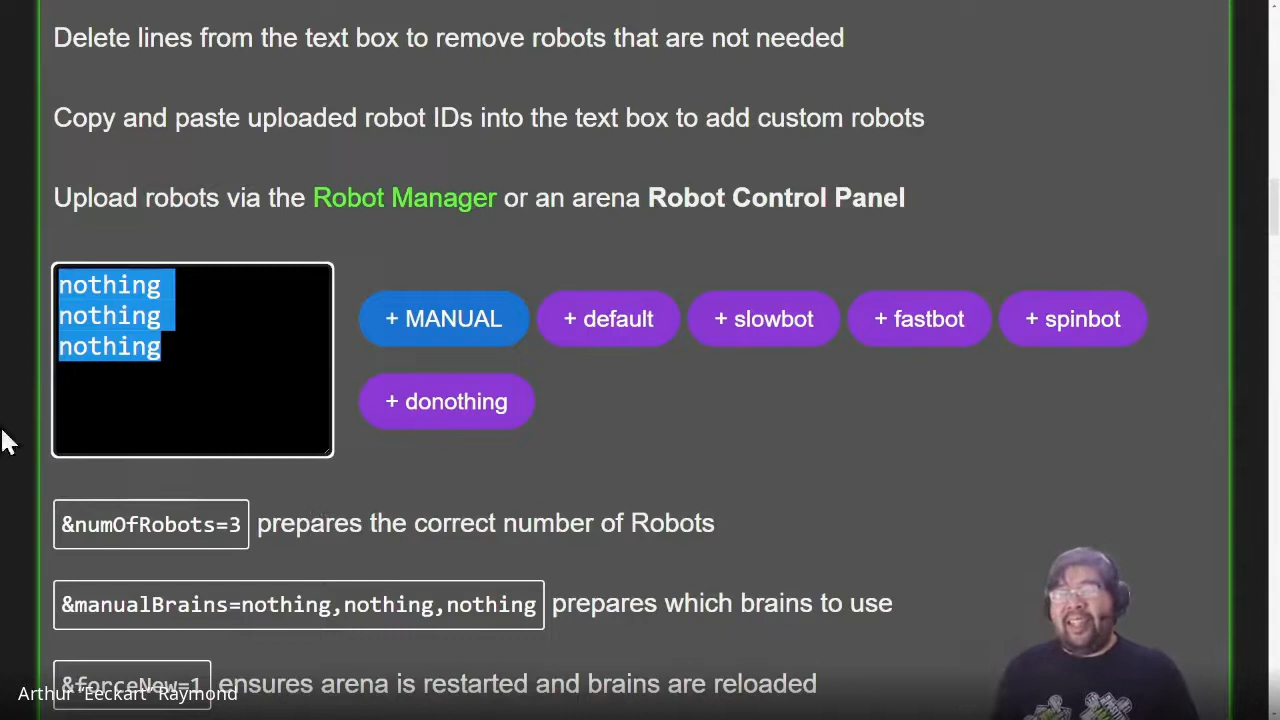 Delete lines from the text box to remove robots that are not needed
Copy and paste uploaded robot IDs into the text box to add custom robots
Upload robots via the Robot Manager or an arena Robot Control Panel
nothing
nothing
nothing
+ MANUAL + default + slowbot + fastbot + spinbot
+ donothing
&numOfRobots=3 prepares the correct number of Robots
&manualBrains=nothing,nothing,nothing prepares which brains to use
&forceNew=1 ensures arena is restarted and brains are reloaded
Arthur "Eeckart" Raymond